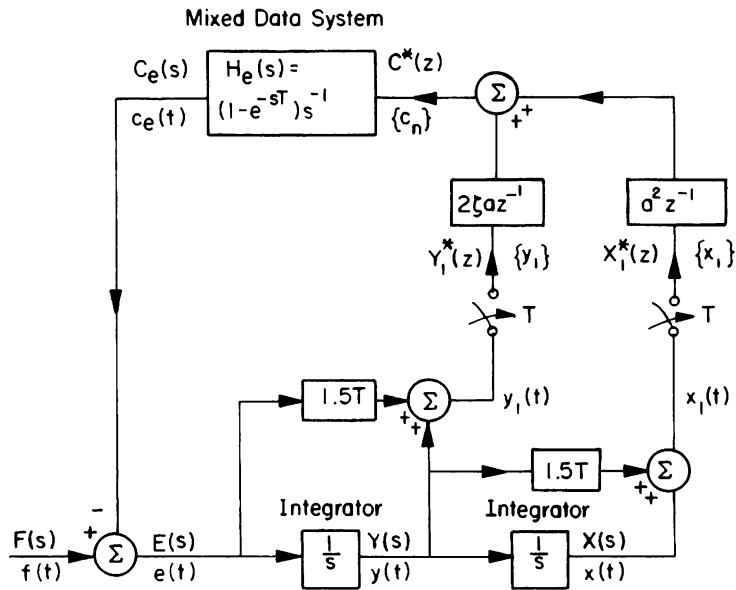 Mixed Data System
C_e(s)
c_e(t)
H_e(s) =
(1-e^{-sT})s^{-1}
C^*(z)
{c_n}
Σ
+ +
2ζaz^{-1}
a^2 z^{-1}
Y_1^*(z) {y_1}
X_1^*(z) {x_1}
T
T
1.5T
Σ
+ +
y_1(t)
x_1(t)
1.5T
Σ
+ +
Integrator
Integrator
F(s)
f(t)
-
+
Σ
E(s)
e(t)
1/s
Y(s)
y(t)
1/s
X(s)
x(t)